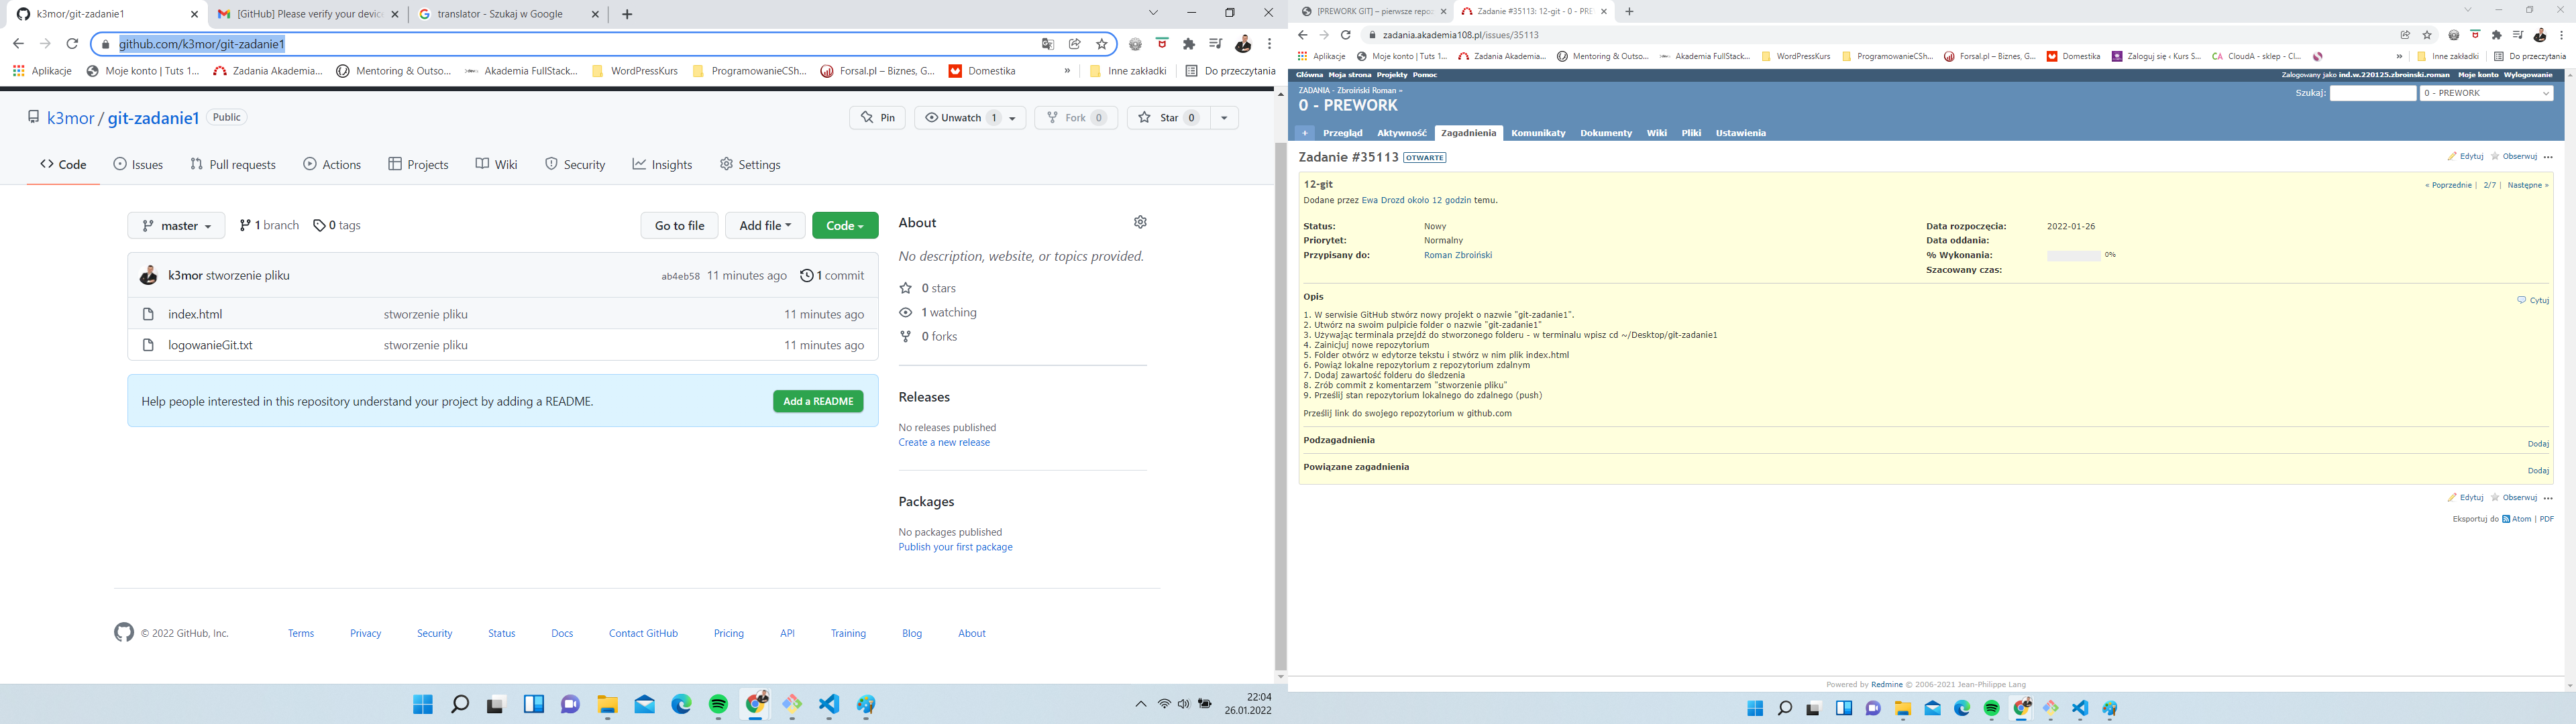 k3mor/git-zadanie1
[GitHub] Please verify your device
translator - Szukaj w Google
github.com/k3mor/git-zadanie1
Aplikacje
Moje konto | Tuts 1...
Zadania Akademia...
Mentoring & Outso...
Akademia FullStack...
WordPressKurs
ProgramowanieCSh...
Forsal.pl – Biznes, G...
Domestika
»
Inne zakładki
Do przeczytania
k3mor / git-zadanie1 Public
Pin
Unwatch 1
Fork 0
Star 0
Code
Issues
Pull requests
Actions
Projects
Wiki
Security
Insights
Settings
master
1 branch
0 tags
Go to file
Add file
Code
k3mor stworzenie pliku
ab4eb58 11 minutes ago
1 commit
index.html stworzenie pliku 11 minutes ago
logowanieGit.txt stworzenie pliku 11 minutes ago
Help people interested in this repository understand your project by adding a README.
Add a README
About
No description, website, or topics provided.
0 stars
1 watching
0 forks
Releases
No releases published
Create a new release
Packages
No packages published
Publish your first package
© 2022 GitHub, Inc.
Terms
Privacy
Security
Status
Docs
Contact GitHub
Pricing
API
Training
Blog
About
22:04
26.01.2022
[PREWORK GIT] – pierwsze repo
Zadanie #35113: 12-git - 0 - PRE
zadania.akademia108.pl/issues/35113
Aplikacje
Moje konto | Tuts 1...
Zadania Akademia...
Mentoring & Outso...
Akademia FullStack...
WordPressKurs
ProgramowanieCSh...
Forsal.pl – Biznes, G...
Domestika
Zaloguj się ‹ Kurs S...
CloudA - sklep - Cl...
»
Inne zakładki
Do przeczytania
Główna Moja strona Projekty Pomoc
Zalogowany jako ind.w.220125.zbroinski.roman Moje konto Wylogowanie
ZADANIA - Zbroiński Roman »
0 - PREWORK
Szukaj:
0 - PREWORK
+
Przegląd
Aktywność
Zagadnienia
Komunikaty
Dokumenty
Wiki
Pliki
Ustawienia
Zadanie #35113 OTWARTE
Edytuj
Obserwuj
12-git
« Poprzednie | 2/7 | Następne »
Dodane przez Ewa Drozd około 12 godzin temu.
Status: Nowy
Data rozpoczęcia: 2022-01-26
Priorytet: Normalny
Data oddania:
Przypisany do: Roman Zbroiński
% Wykonania: 0%
Szacowany czas:
Opis
Cytuj
1. W serwisie GitHub stwórz nowy projekt o nazwie "git-zadanie1".
2. Utwórz na swoim pulpicie folder o nazwie "git-zadanie1"
3. Używając terminala przejdź do stworzonego folderu - w terminalu wpisz cd ~/Desktop/git-zadanie1
4. Zainicjuj nowe repozytorium
5. Folder otwórz w edytorze tekstu i stwórz w nim plik index.html
6. Powiąż lokalne repozytorium z repozytorium zdalnym
7. Dodaj zawartość folderu do śledzenia
8. Zrób commit z komentarzem "stworzenie pliku"
9. Prześlij stan repozytorium lokalnego do zdalnego (push)
Prześlij link do swojego repozytorium w github.com
Podzagadnienia
Dodaj
Powiązane zagadnienia
Dodaj
Edytuj
Obserwuj
Eksportuj do Atom | PDF
Powered by Redmine © 2006-2021 Jean-Philippe Lang